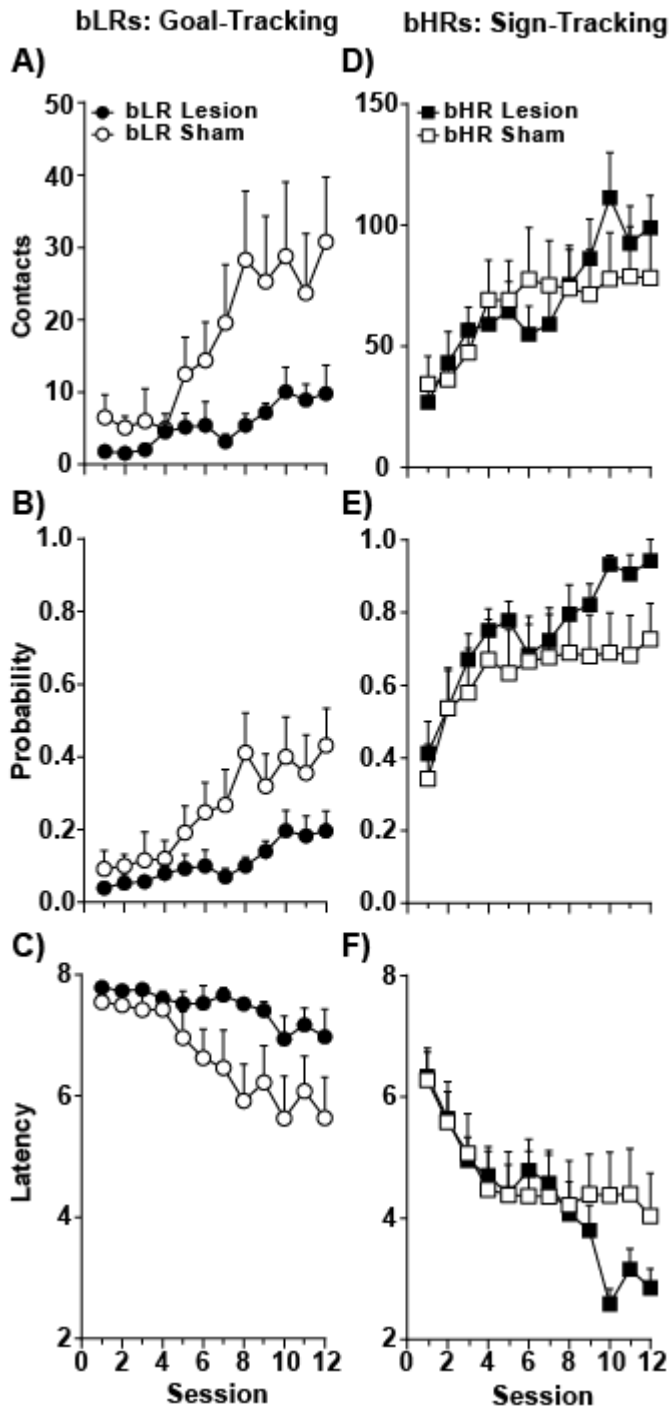 bLRs: Goal-Tracking
bHRs: Sign-Tracking
A)
Contacts
50
40
30
20
10
0
bLR Lesion
bLR Sham
D)
150
100
50
0
bHR Lesion
bHR Sham
B)
Probability
1.0
0.8
0.6
0.4
0.2
0.0
E)
1.0
0.8
0.6
0.4
0.2
0.0
C)
Latency
8
6
4
2
0 2 4 6 8 10 12
Session
F)
8
6
4
2
0 2 4 6 8 10 12
Session